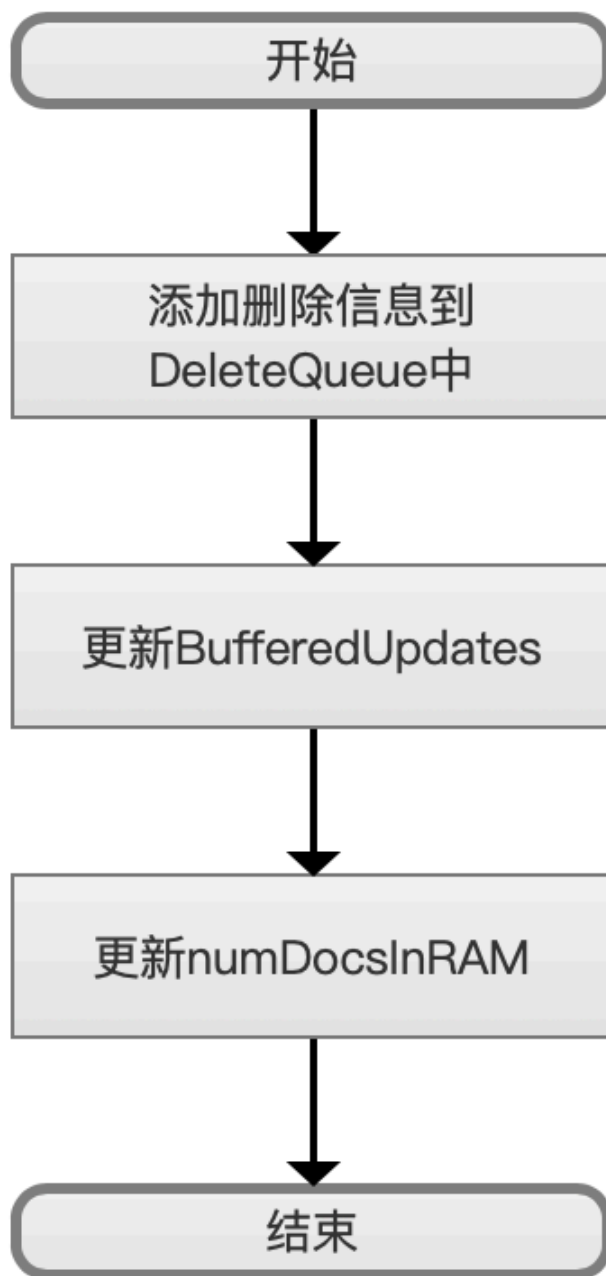 开始
添加删除信息到
DeleteQueue中
更新BufferedUpdates
更新numDocsInRAM
结束